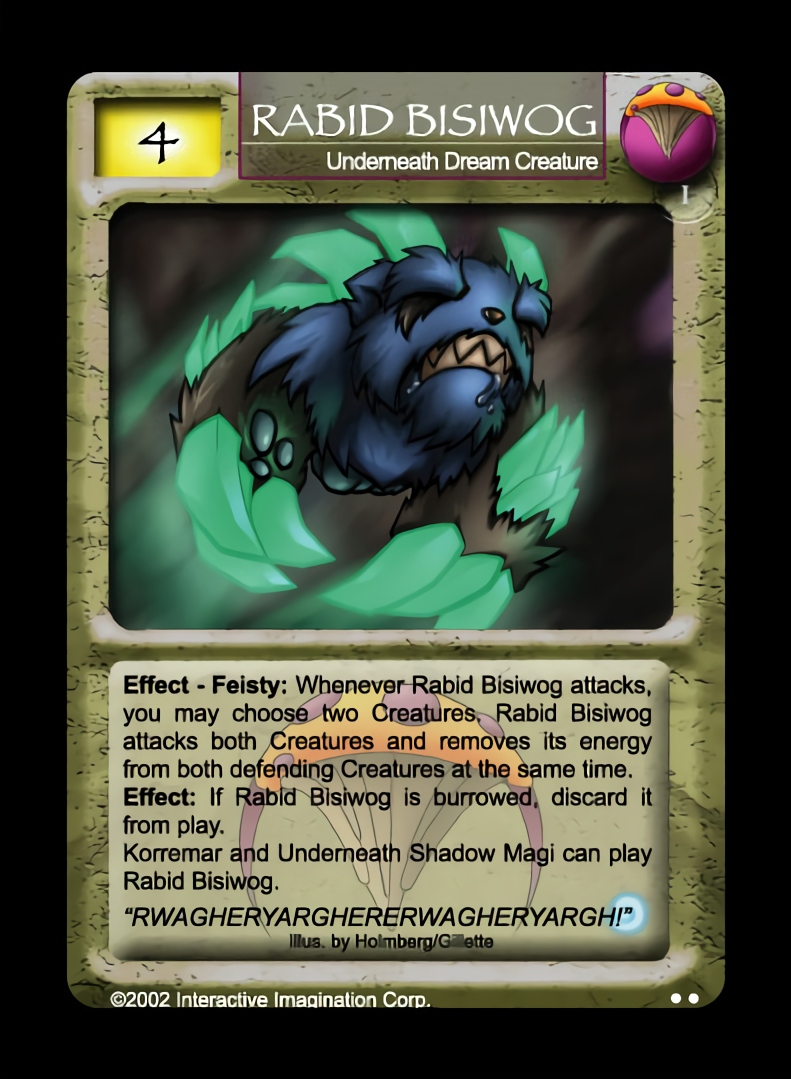 4
RABID BISIWOG
Underneath Dream Creature
I
Effect - Feisty: Whenever Rabid Bisiwog attacks,
you may choose two Creatures. Rabid Bisiwog
attacks both Creatures and removes its energy
from both defending Creatures at the same time.
Effect: If Rabid Bisiwog is burrowed, discard it
from play.
Korremar and Underneath Shadow Magi can play
Rabid Bisiwog.
“RWAGHERYARGHERERWAGHERYARGH!”
Illus. by Holmberg/Gillette
©2002 Interactive Imagination Corp.